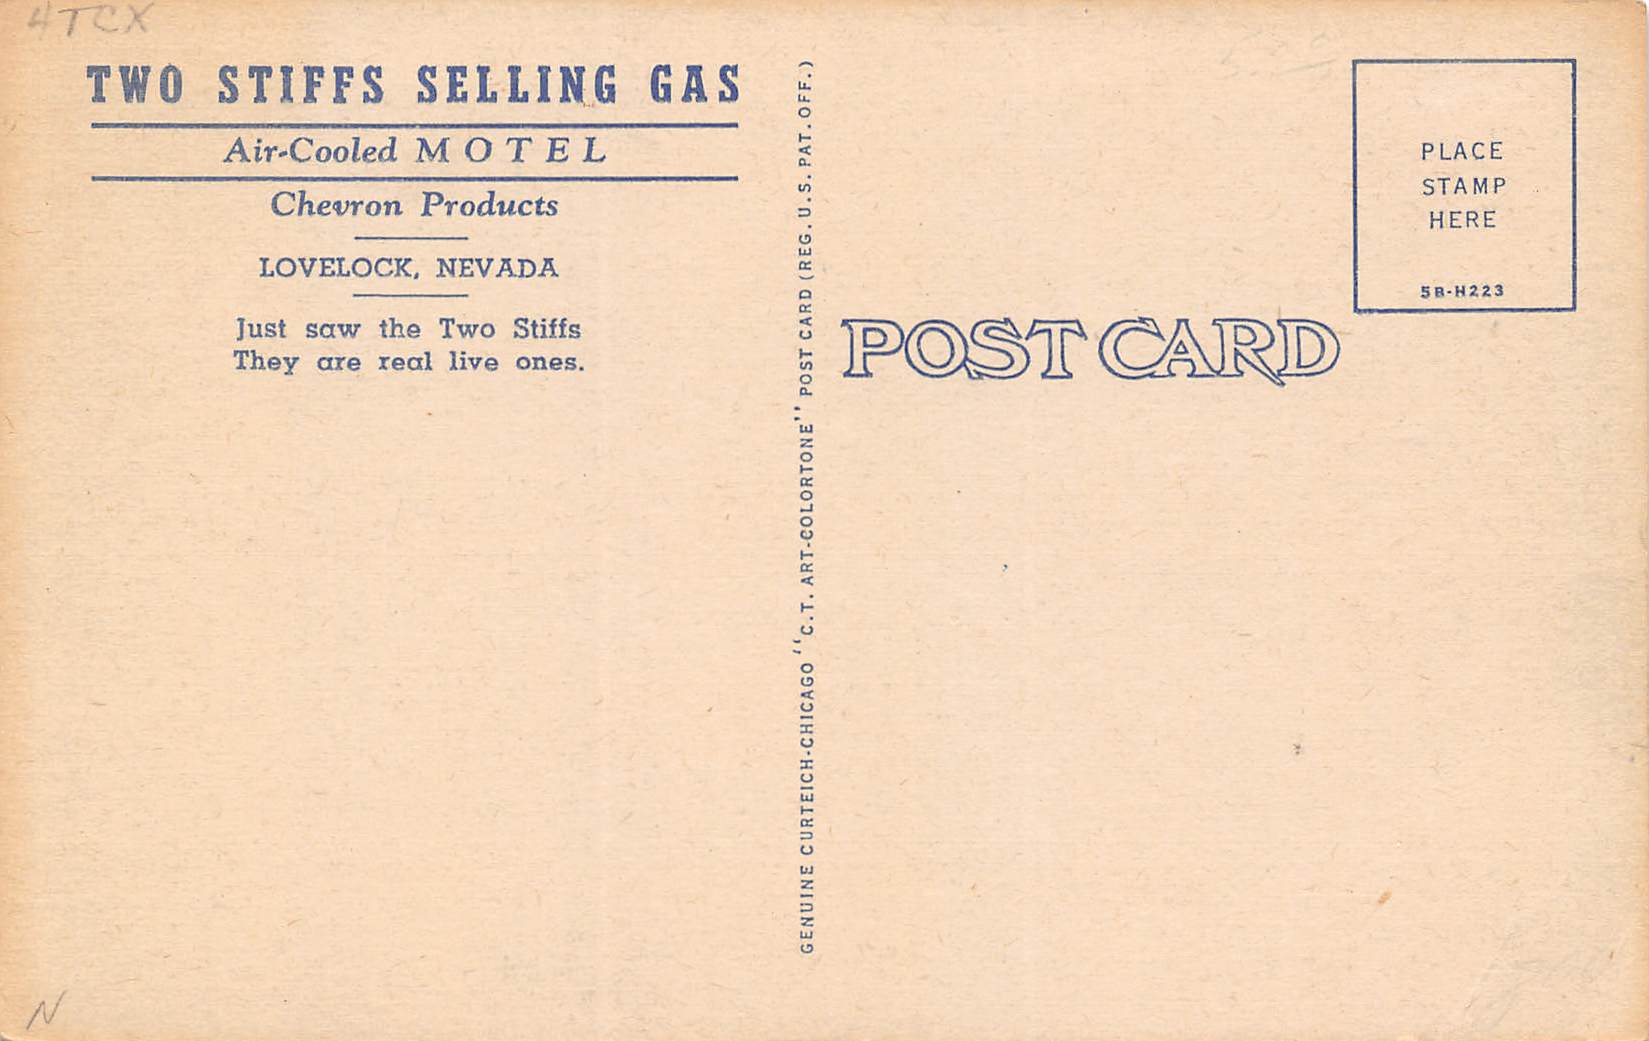 4TCX
TWO STIFFS SELLING GAS
Air-Cooled MOTEL
Chevron Products
LOVELOCK, NEVADA
Just saw the Two Stiffs
They are real live ones.
N
GENUINE CURTEICH-CHICAGO "C.T. ART-COLORTONE" POST CARD (REG. U.S. PAT. OFF.)
PLACE
STAMP
HERE
5B-H223
POST CARD